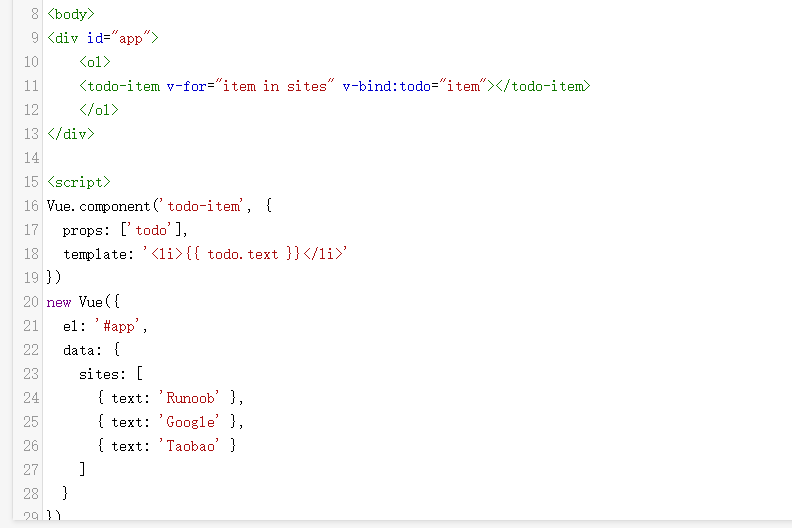 8 <body>
9 <div id="app">
10     <ol>
11     <todo-item v-for="item in sites" v-bind:todo="item"></todo-item>
12     </ol>
13 </div>
14
15 <script>
16 Vue.component('todo-item', {
17   props: ['todo'],
18   template: '<li>{{ todo.text }}</li>'
19 })
20 new Vue({
21   el: '#app',
22   data: {
23     sites: [
24       { text: 'Runoob' },
25       { text: 'Google' },
26       { text: 'Taobao' }
27     ]
28   }
29 })